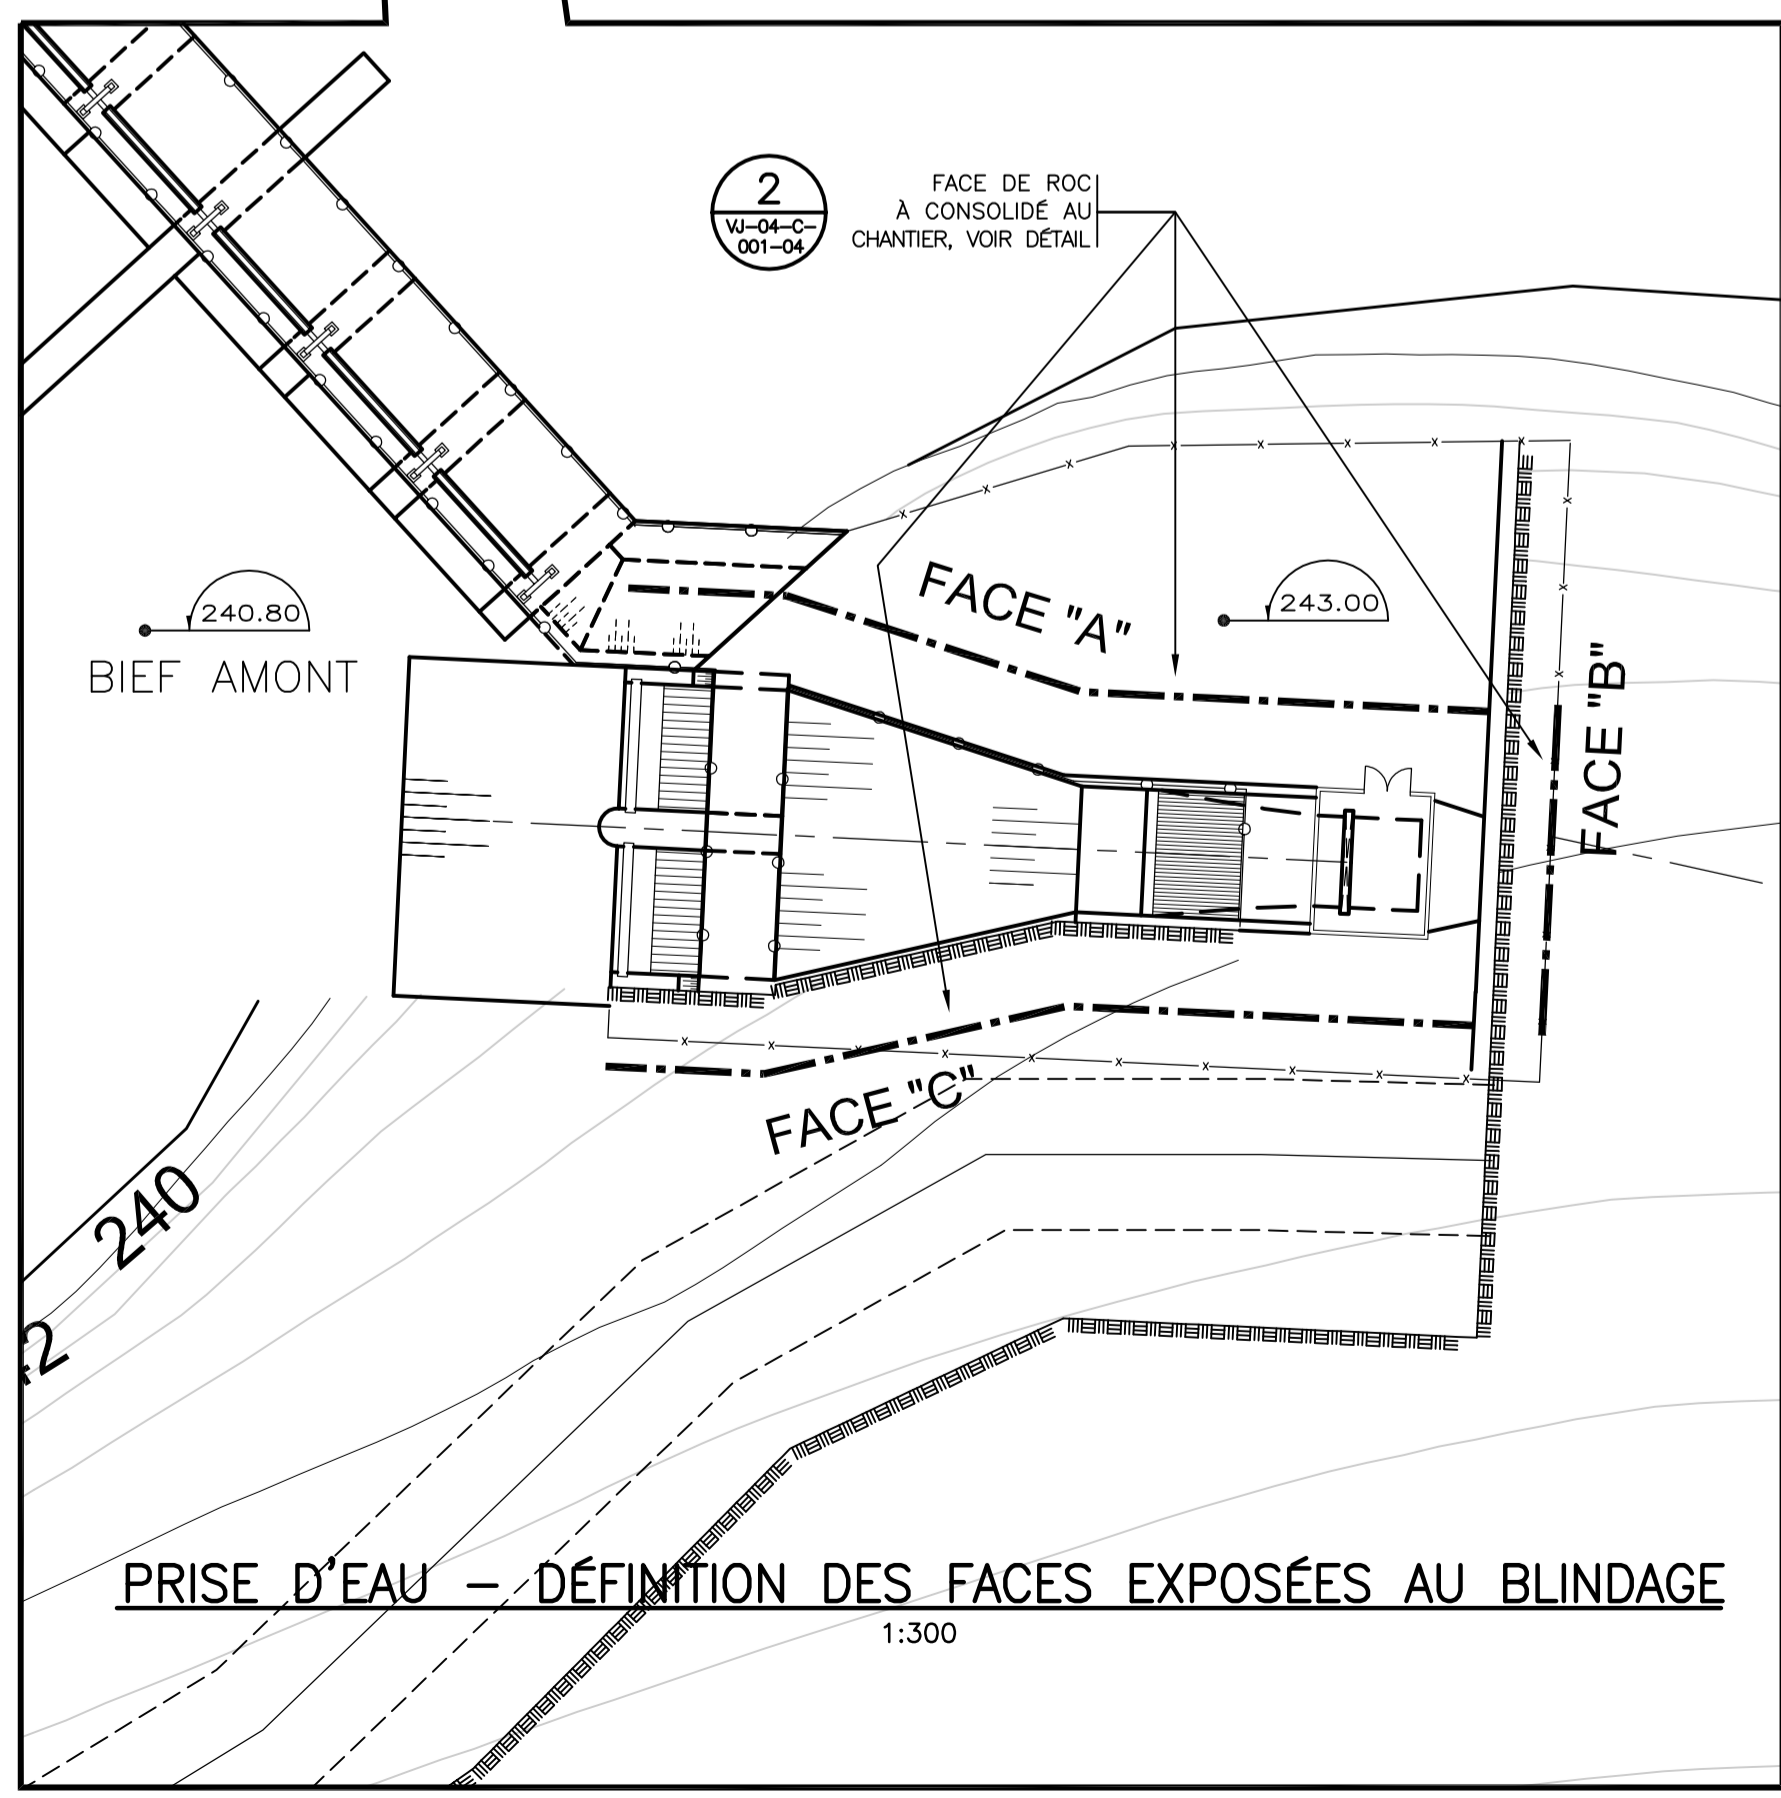 2
VJ-04-C-
001-04
FACE DE ROC
À CONSOLIDÉ AU
CHANTIER, VOIR DÉTAIL
240.80
BIEF AMONT
FACE "A"
243.00
FACE "B"
FACE "C"
240
42
PRISE D'EAU - DÉFINITION DES FACES EXPOSÉES AU BLINDAGE
1:300